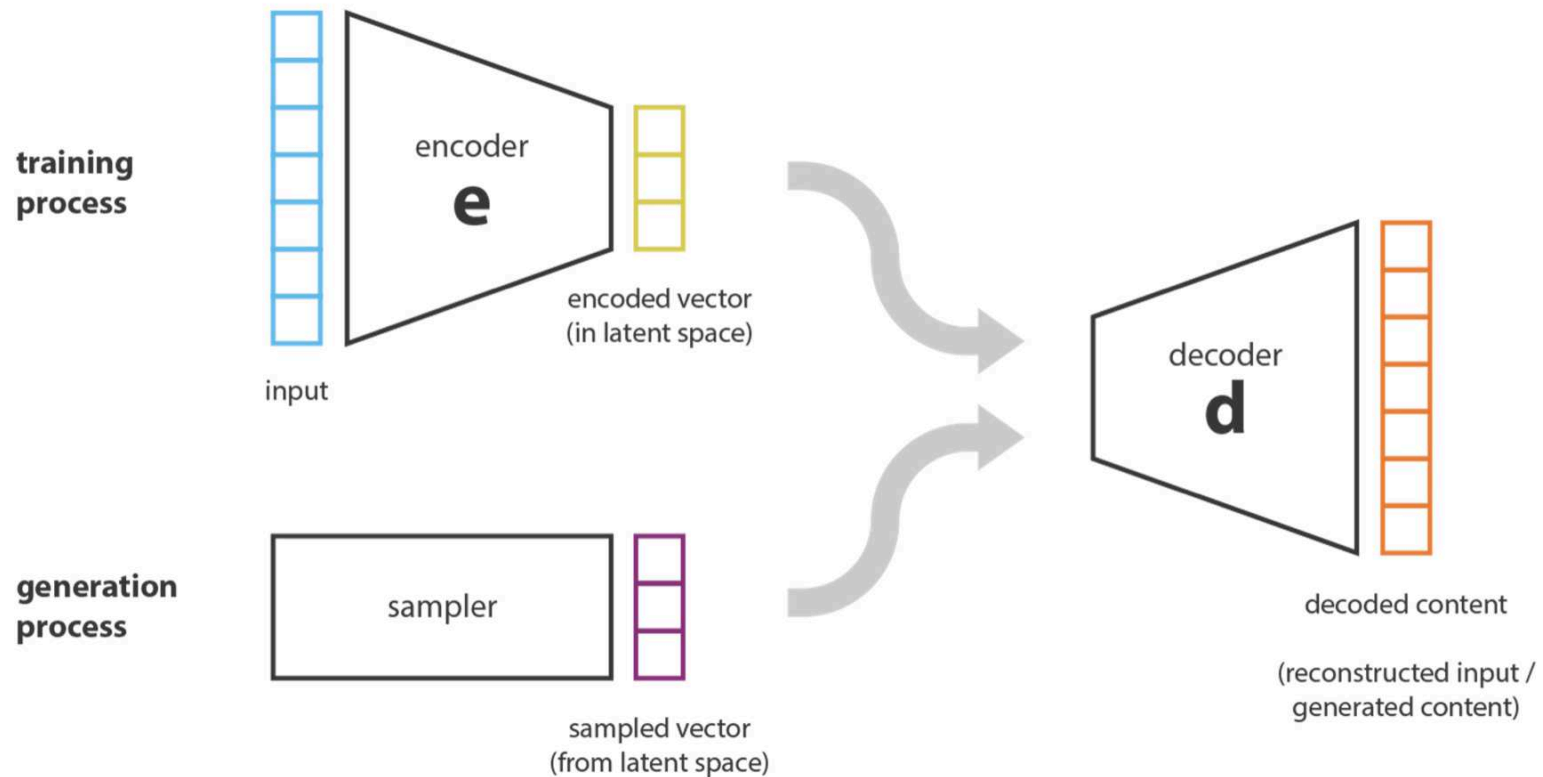 training
process
encoder
e
encoded vector
(in latent space)
input
decoder
d
decoded content
(reconstructed input /
generated content)
generation
process
sampler
sampled vector
(from latent space)